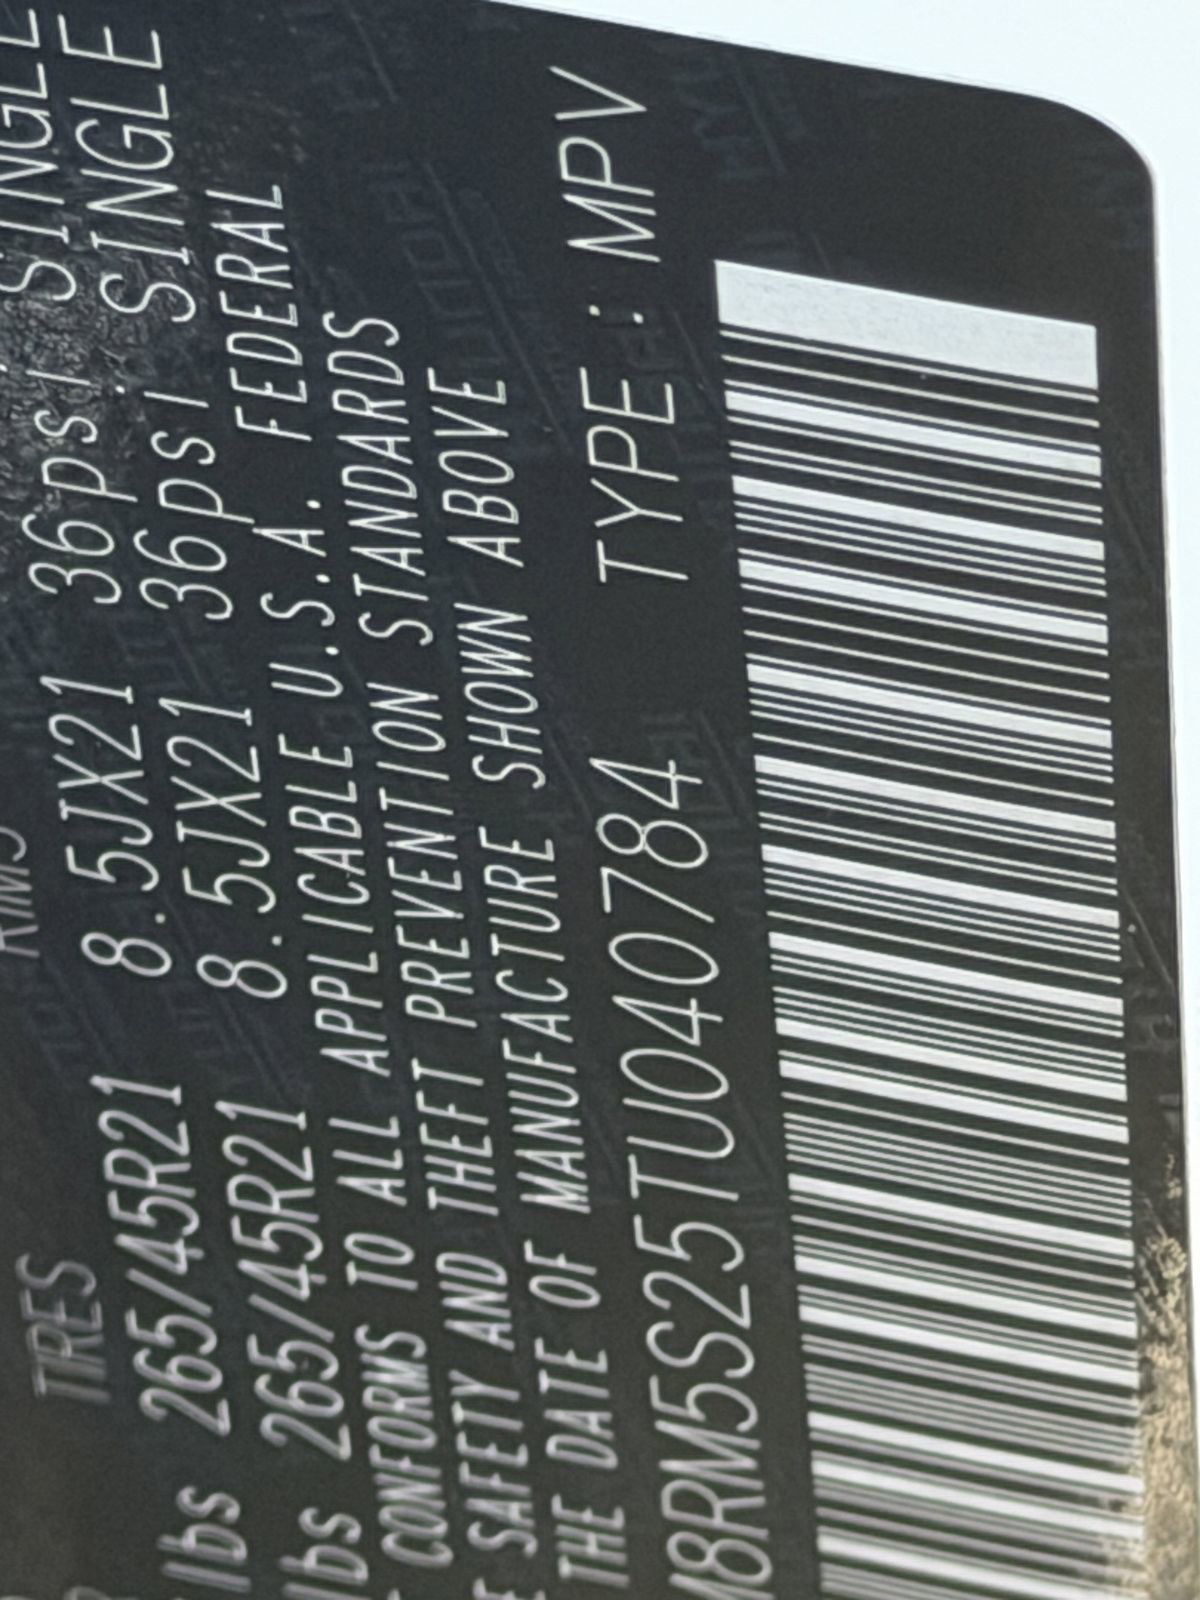 TIRES RIMS
lbs 265/45R21 8.5JX21 36psi SINGLE
lbs 265/45R21 8.5JX21 36psi SINGLE
CONFORMS TO ALL APPLICABLE U.S.A. FEDERAL
SAFETY AND THEFT PREVENTION STANDARDS
THE DATE OF MANUFACTURE SHOWN ABOVE
8RM5S25TU040784 TYPE: MPV